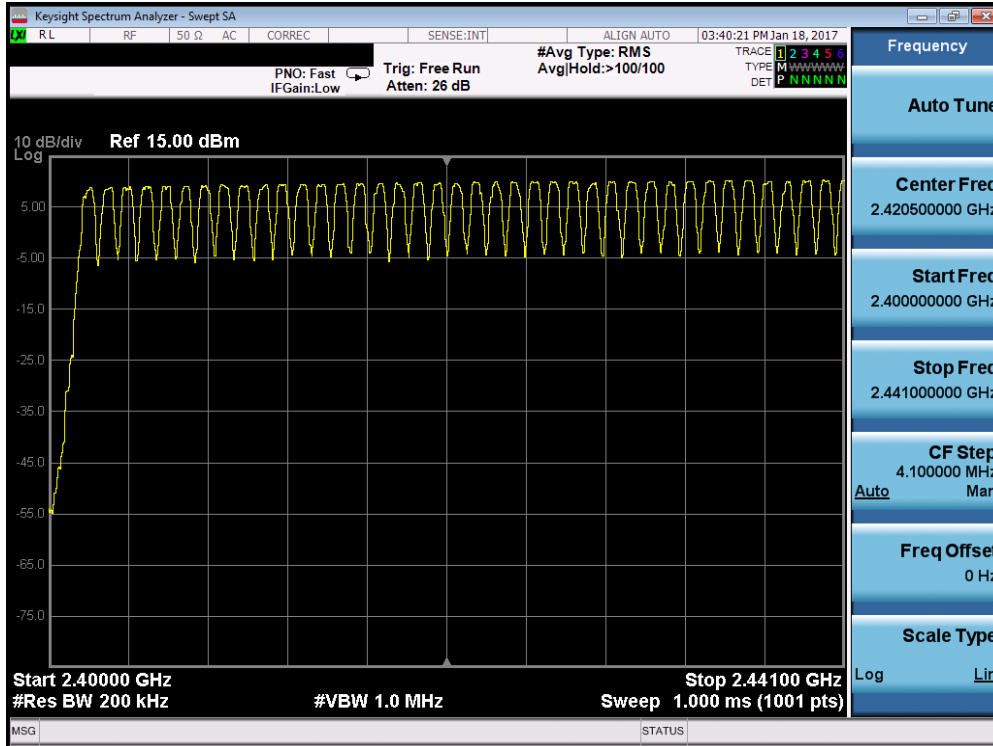 Keysight Spectrum Analyzer - Swept SA
LXI RL RF 50 Ω AC CORREC SENSE:INT ALIGN AUTO 03:40:21 PM Jan 18, 2017
PNO: Fast
IFGain:Low
Trig: Free Run
Atten: 26 dB
#Avg Type: RMS
Avg|Hold:>100/100
TRACE 1 2 3 4 5 6
TYPE M WWWWW
DET P N N N N N
10 dB/div Ref 15.00 dBm
Log
5.00
-5.00
-15.0
-25.0
-35.0
-45.0
-55.0
-65.0
-75.0
Start 2.40000 GHz Stop 2.44100 GHz
#Res BW 200 kHz #VBW 1.0 MHz Sweep 1.000 ms (1001 pts)
MSG STATUS
Frequency
Auto Tune
Center Freq
2.420500000 GHz
Start Freq
2.400000000 GHz
Stop Freq
2.441000000 GHz
CF Step
4.100000 MHz
Auto Man
Freq Offset
0 Hz
Scale Type
Log Lin